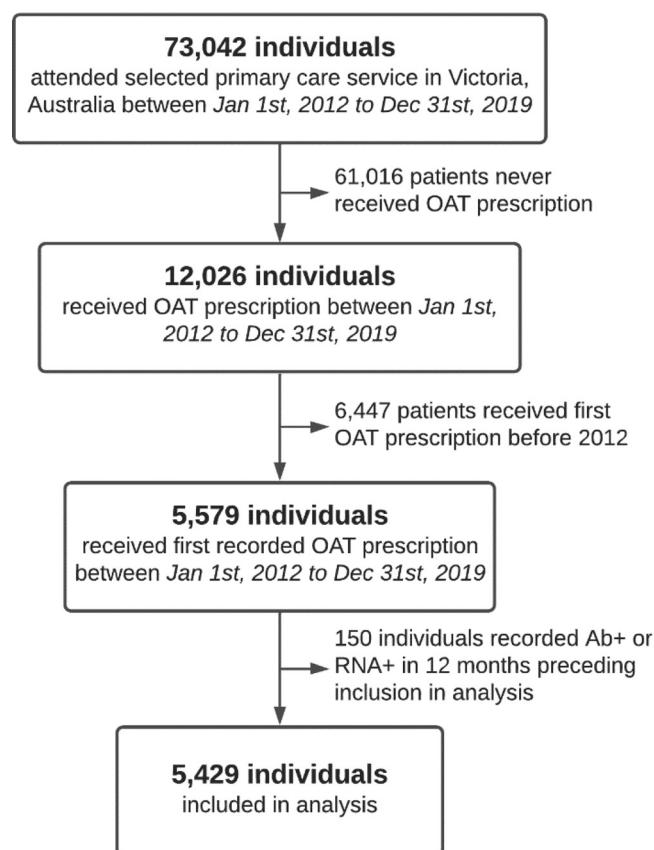 73,042 individuals
attended selected primary care service in Victoria,
Australia between Jan 1st, 2012 to Dec 31st, 2019
61,016 patients never
received OAT prescription
12,026 individuals
received OAT prescription between Jan 1st,
2012 to Dec 31st, 2019
6,447 patients received first
OAT prescription before 2012
5,579 individuals
received first recorded OAT prescription
between Jan 1st, 2012 to Dec 31st, 2019
150 individuals recorded Ab+ or
RNA+ in 12 months preceding
inclusion in analysis
5,429 individuals
included in analysis